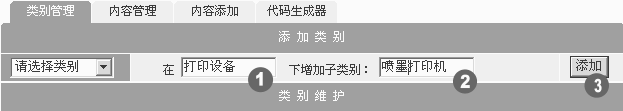 类别管理 内容管理 内容添加 代码生成器
添加类别
请选择类别 在 打印设备 下增加子类别： 喷墨打印机 添加
1 2 3
类别维护